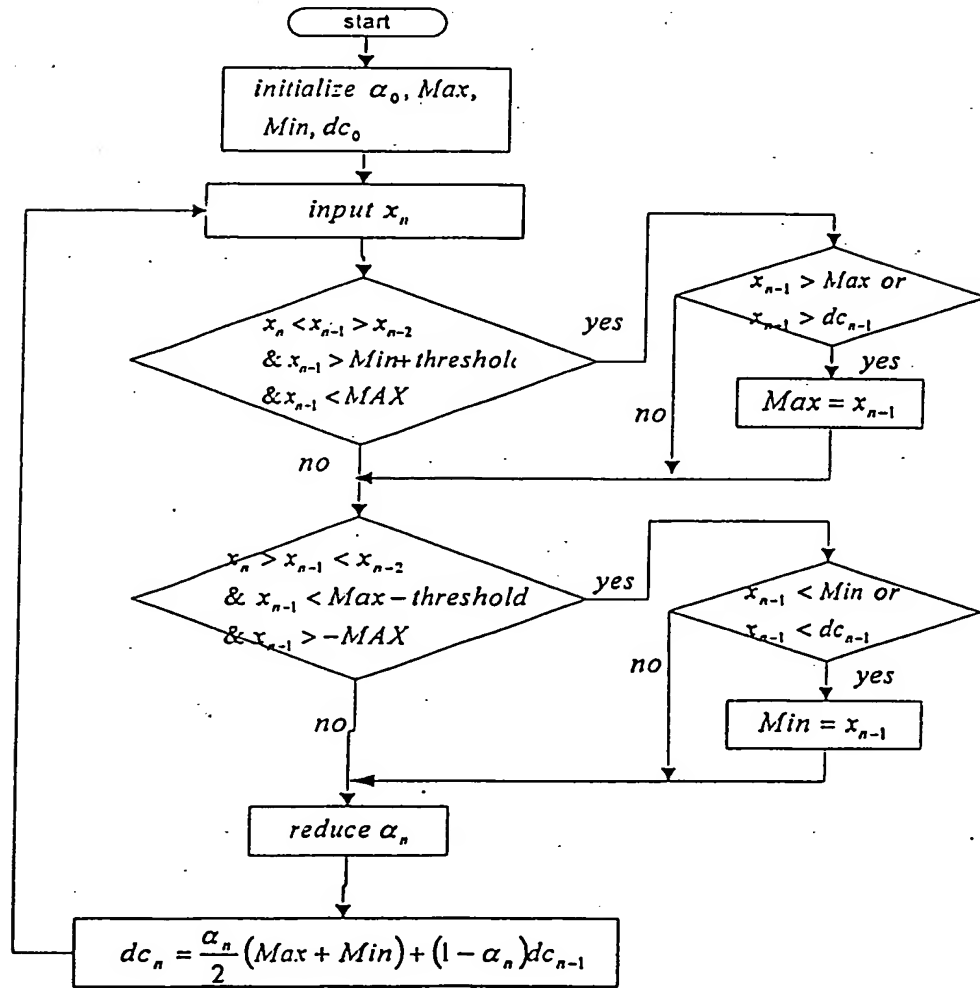 start
initialize α₀, Max,
Min, dc₀
input xₙ
xₙ < xₙ₋₁ > xₙ₋₂
& xₙ₋₁ > Min + threshold
& xₙ₋₁ < MAX
yes
no
xₙ₋₁ > Max or
xₙ₋₁ > dcₙ₋₁
yes
no
Max = xₙ₋₁
xₙ > xₙ₋₁ < xₙ₋₂
& xₙ₋₁ < Max − threshold
& xₙ₋₁ > −MAX
yes
no
xₙ₋₁ < Min or
xₙ₋₁ < dcₙ₋₁
yes
no
Min = xₙ₋₁
reduce αₙ
dcₙ = αₙ/2 (Max + Min) + (1 − αₙ)dcₙ₋₁